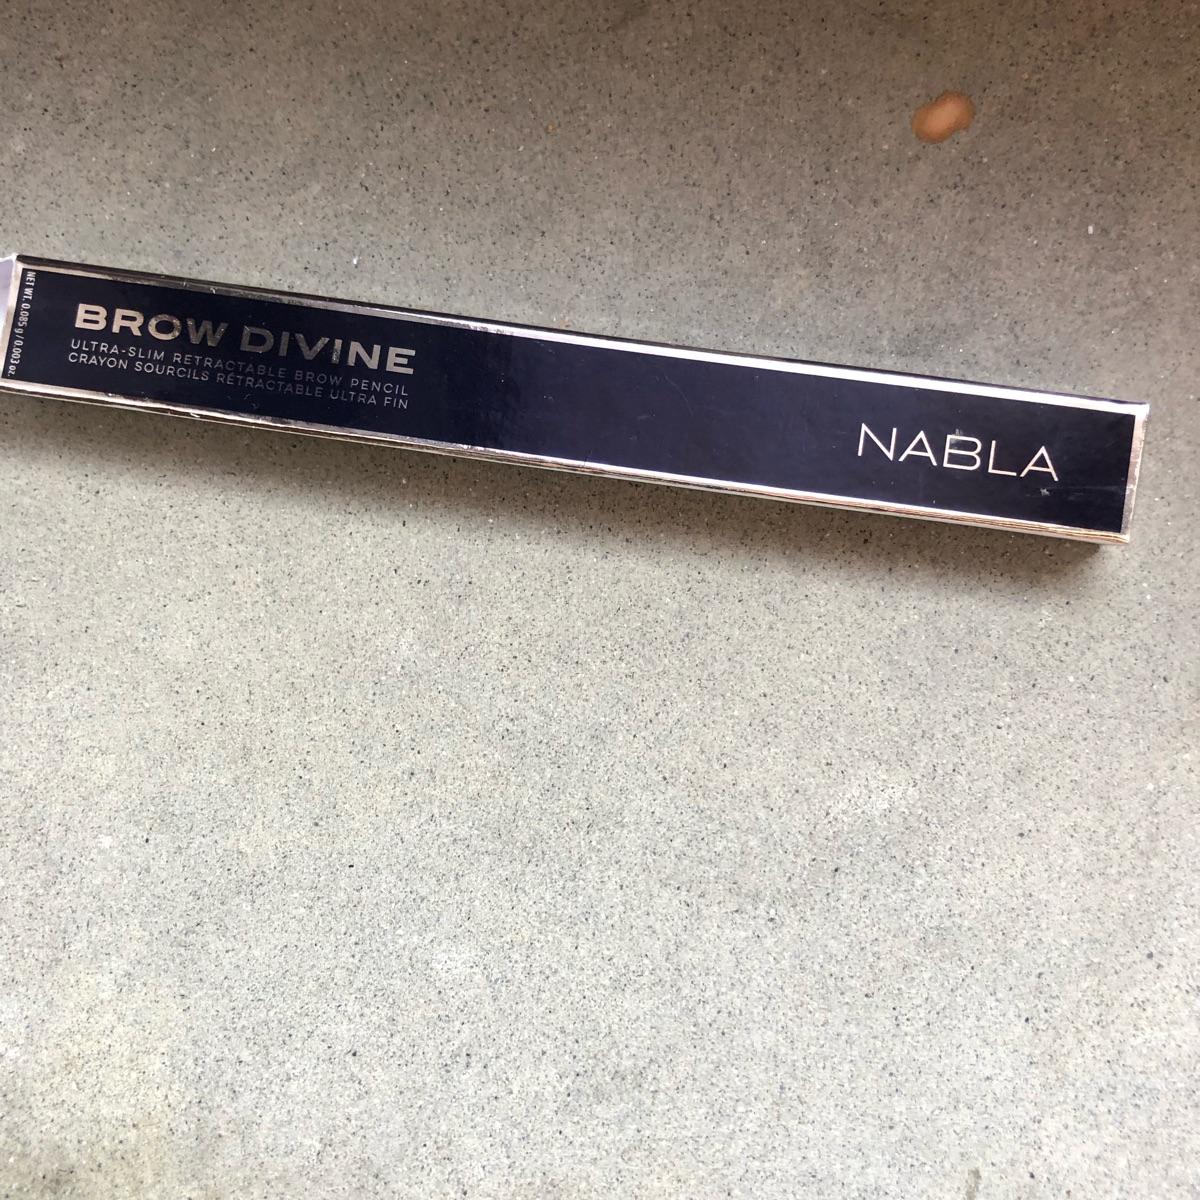 NET WT. 0.085 g / 0.003 oz.
BROW DIVINE
ULTRA-SLIM RETRACTABLE BROW PENCIL
CRAYON SOURCILS RÉTRACTABLE ULTRA FIN
NABLA